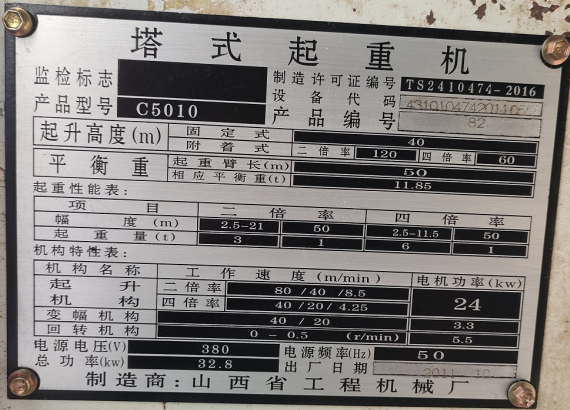 塔式起重机
监检标志 制造许可证编号 TS2410474-2016
设备代码
产品型号 C5010 产品编号 82
起升高度(m) 固定式 40
附着式 二倍率 120 四倍率 60
平衡重 起重臂长(m) 50
相应平衡重(t) 11.85
起重性能表:
项目 二倍率 四倍率
幅度(m) 2.5-21 50 2.5-11.5 50
起重量(t) 3 1 6 1
机构特性表:
机构名称 工作速度(m/min) 电机功率(kw)
起升机构 二倍率 80/40/8.5 24
四倍率 40/20/4.25
变幅机构 40/20 3.3
回转机构 0-0.5 (r/min) 5.5
电源电压(V) 380 电源频率(Hz) 50
总功率(kw) 32.8 出厂日期 2011.10
制造商:山西省工程机械厂